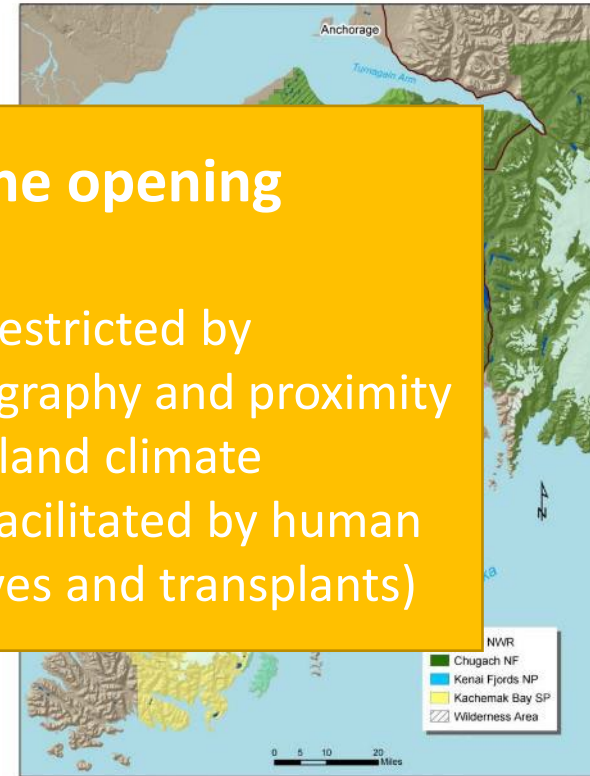 Anchorage
Turnagain Arm
ne opening
estricted by
graphy and proximity
land climate
acilitated by human
ves and transplants)
ka
NWR
Chugach NF
Kenai Fjords NP
Kachemak Bay SP
Wilderness Area
0 5 10 20
Miles